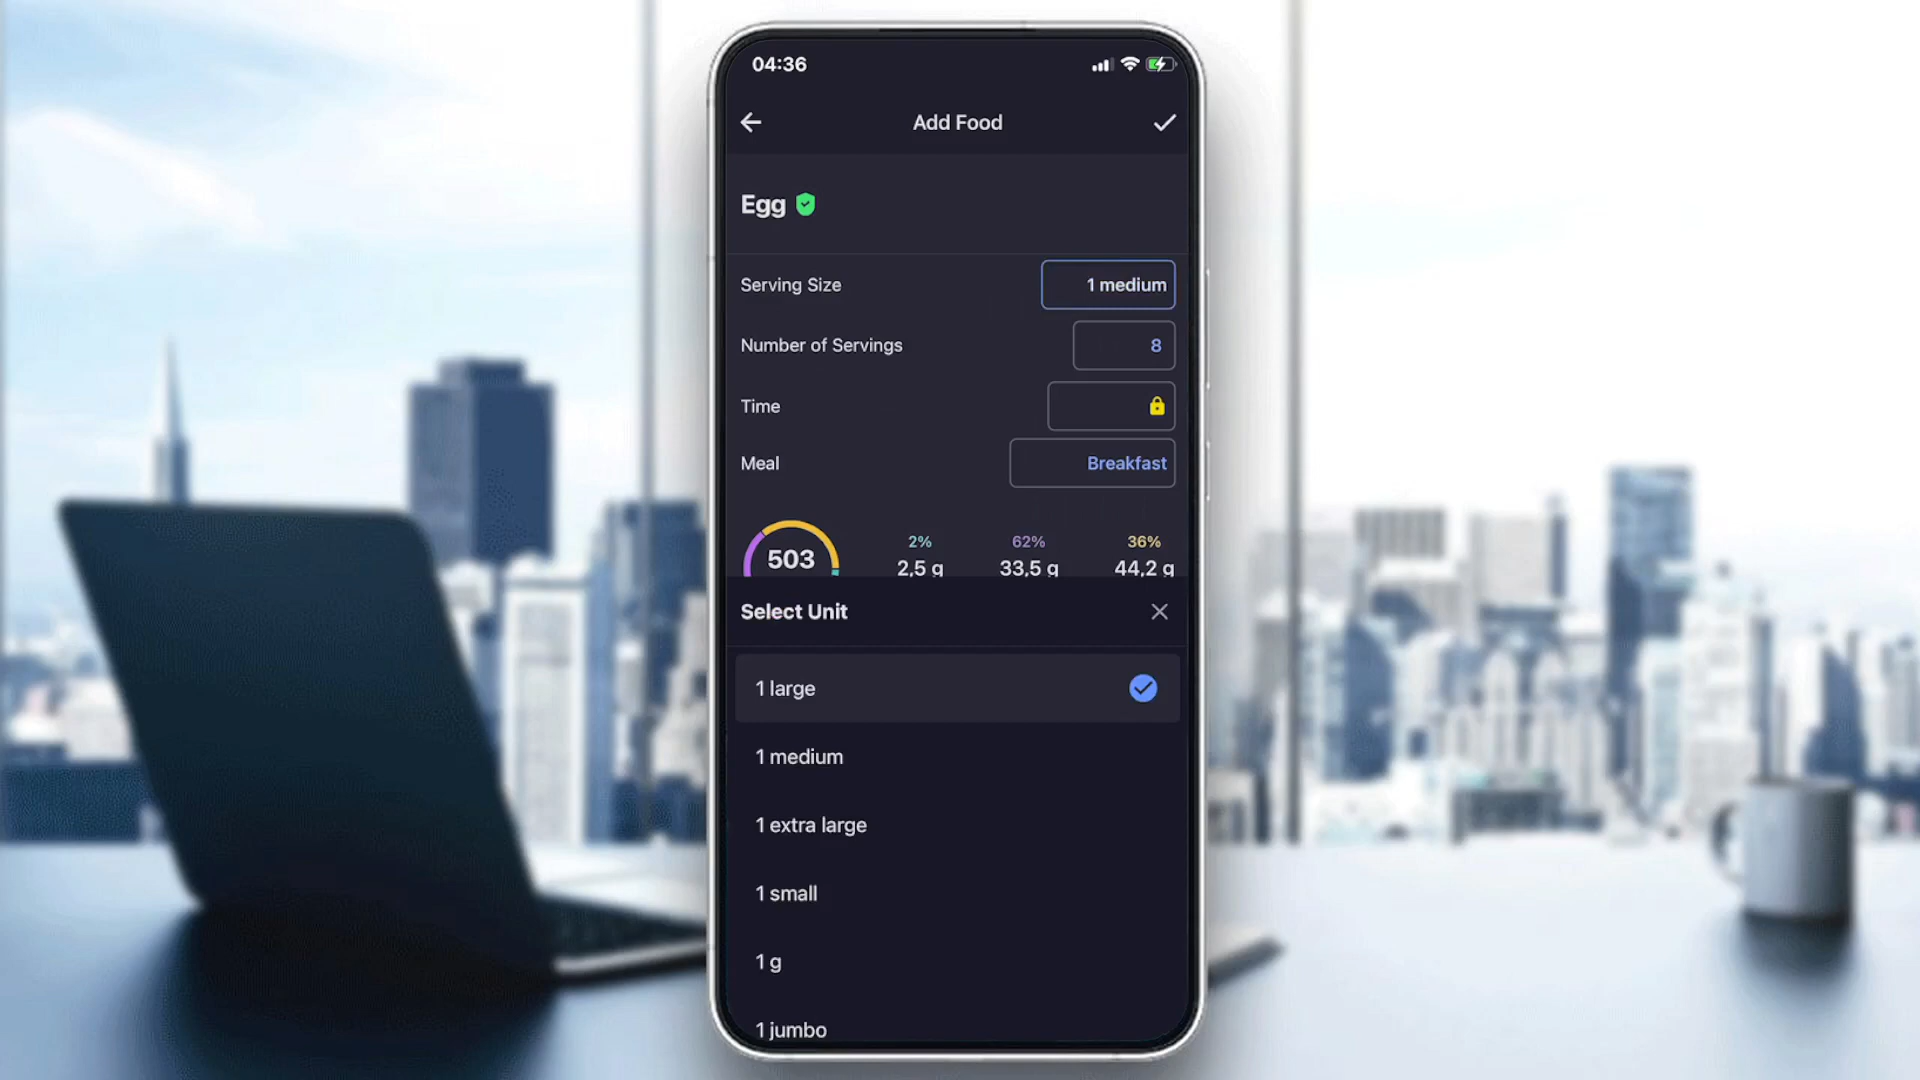 04:36
Add Food
Egg
Serving Size 1 medium
Number of Servings 8
Time
Meal Breakfast
503
2% 62% 36%
2,5 g 33,5 g 44,2 g
Select Unit
1 large
1 medium
1 extra large
1 small
1 g
1 jumbo